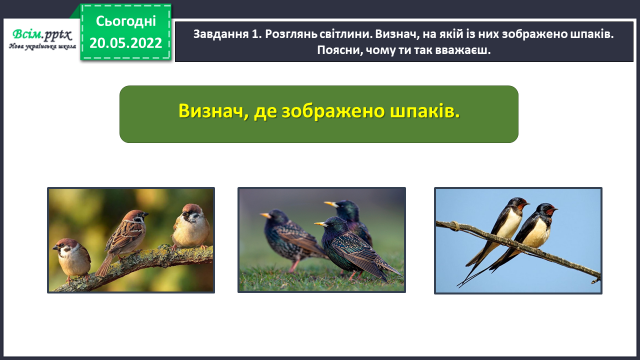 Всім.pptx
Нова українська школа
Сьогодні
20.05.2022
Завдання 1. Розглянь світлини. Визнач, на якій із них зображено шпаків.
Поясни, чому ти так вважаєш.
Визнач, де зображено шпаків.